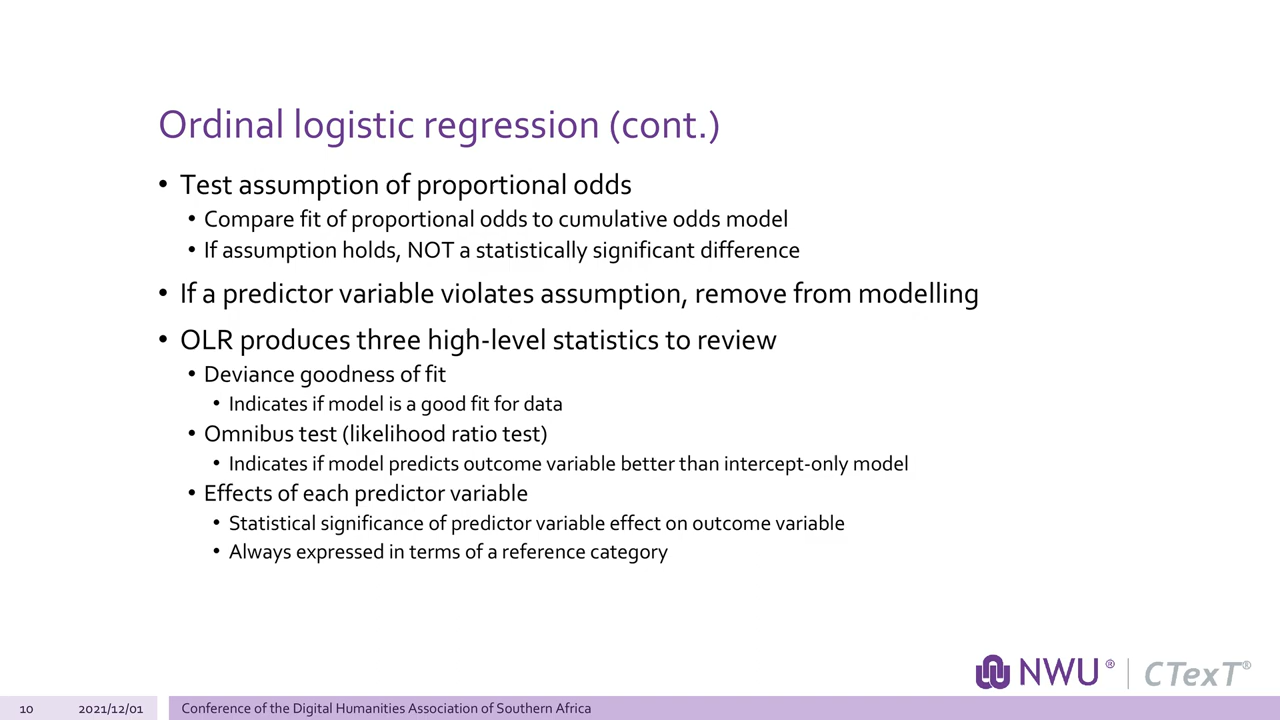 Ordinal logistic regression (cont.)
• Test assumption of proportional odds
• Compare fit of proportional odds to cumulative odds model
• If assumption holds, NOT a statistically significant difference
• If a predictor variable violates assumption, remove from modelling
• OLR produces three high-level statistics to review
• Deviance goodness of fit
• Indicates if model is a good fit for data
• Omnibus test (likelihood ratio test)
• Indicates if model predicts outcome variable better than intercept-only model
• Effects of each predictor variable
• Statistical significance of predictor variable effect on outcome variable
• Always expressed in terms of a reference category
NWU® | CTexT®
10 2021/12/01 Conference of the Digital Humanities Association of Southern Africa